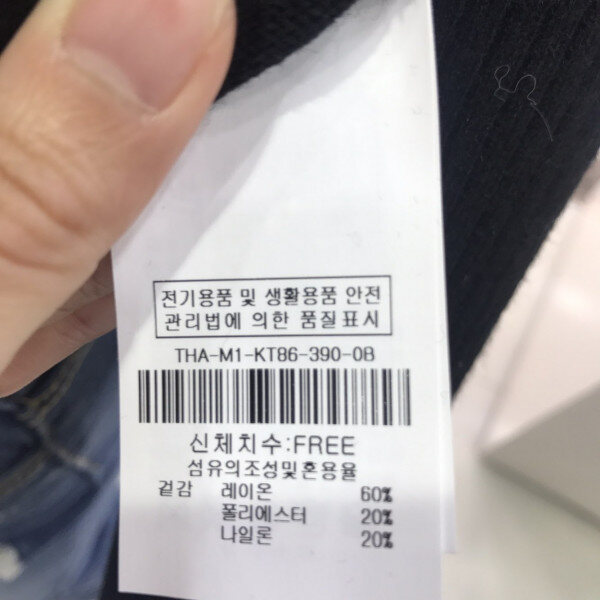 전기용품 및 생활용품 안전
관리법에 의한 품질표시
THA-M1-KT86-390-0B
신체치수:FREE
섬유의조성및혼용율
겉감 레이온 60%
폴리에스터 20%
나일론 20%